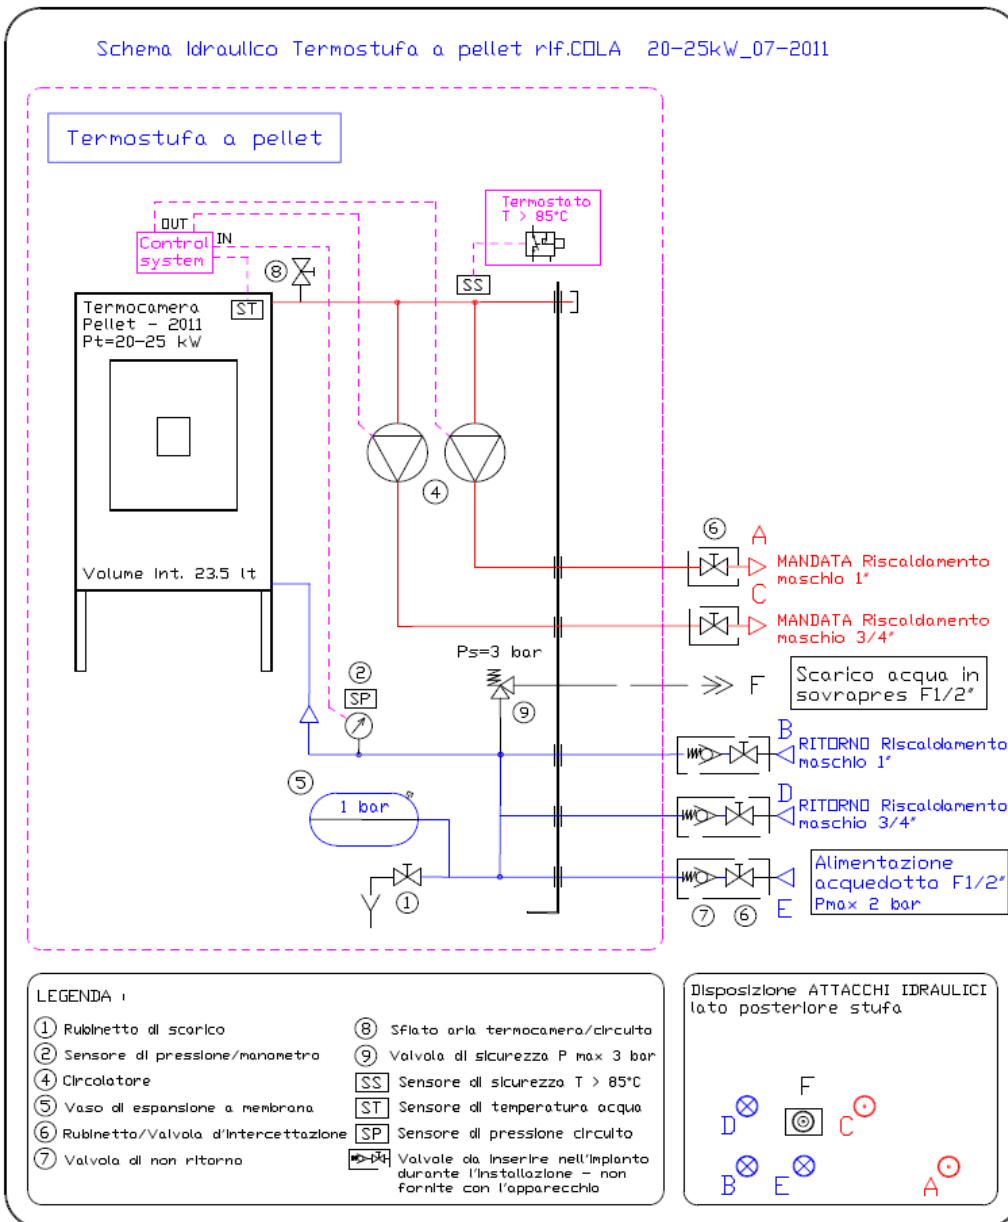 Schema Idraulico Termostufa a pellet rif.COLA 20-25kW_07-2011
Termostufa a pellet
Termostato
T > 85°C
OUT
IN
Control
system
8
SS
ST
Termocamera
Pellet - 2011
Pt=20-25 kW
4
Volume Int. 23.5 lt
6
A
MANDATA Riscaldamento
maschio 1"
C
MANDATA Riscaldamento
maschio 3/4"
Ps=3 bar
2
SP
9
F
Scarico acqua in
sovrapres F1/2"
B
RITORNO Riscaldamento
maschio 1"
5
1 bar
D
RITORNO Riscaldamento
maschio 3/4"
1
7
6
E
Alimentazione
acquedotto F1/2"
Pmax 2 bar
LEGENDA :
1 Rubinetto di scarico
2 Sensore di pressione/manometro
4 Circolatore
5 Vaso di espansione a membrana
6 Rubinetto/Valvola d'intercettazione
7 Valvola di non ritorno
8 Sfiato aria termocamera/circuito
9 Valvola di sicurezza P max 3 bar
SS Sensore di sicurezza T > 85°C
ST Sensore di temperatura acqua
SP Sensore di pressione circuito
Valvole da inserire nell'impianto
durante l'installazione - non
fornite con l'apparecchio
Disposizione ATTACCHI IDRAULICI
lato posteriore stufa
F
D
C
B
E
A